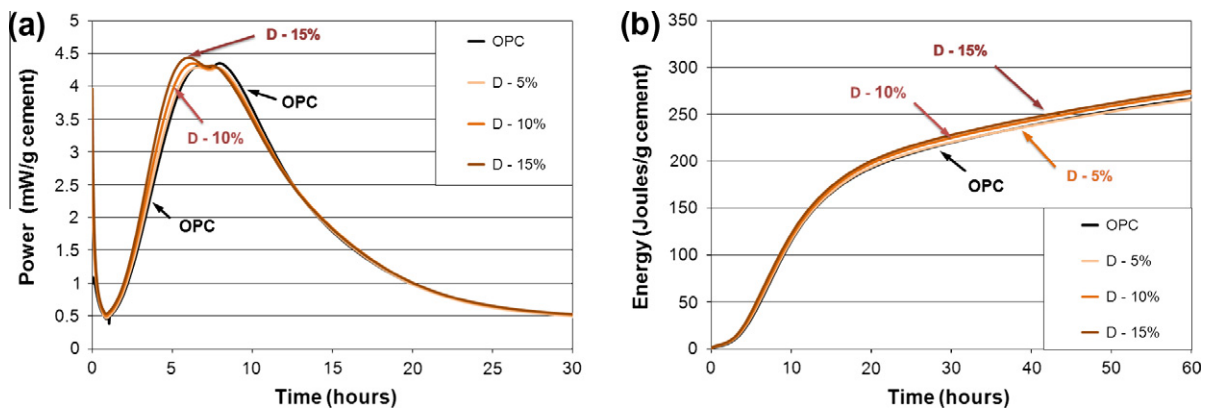 (a)
Power (mW/g cement)
5
4.5
4
3.5
3
2.5
2
1.5
1
0.5
0
0
5
10
15
20
25
30
Time (hours)
D - 15%
OPC
D - 10%
OPC
OPC
D - 5%
D - 10%
D - 15%
(b)
Energy (Joules/g cement)
350
300
250
200
150
100
50
0
0
10
20
30
40
50
60
Time (hours)
D - 15%
D - 10%
OPC
D - 5%
OPC
D - 5%
D - 10%
D - 15%